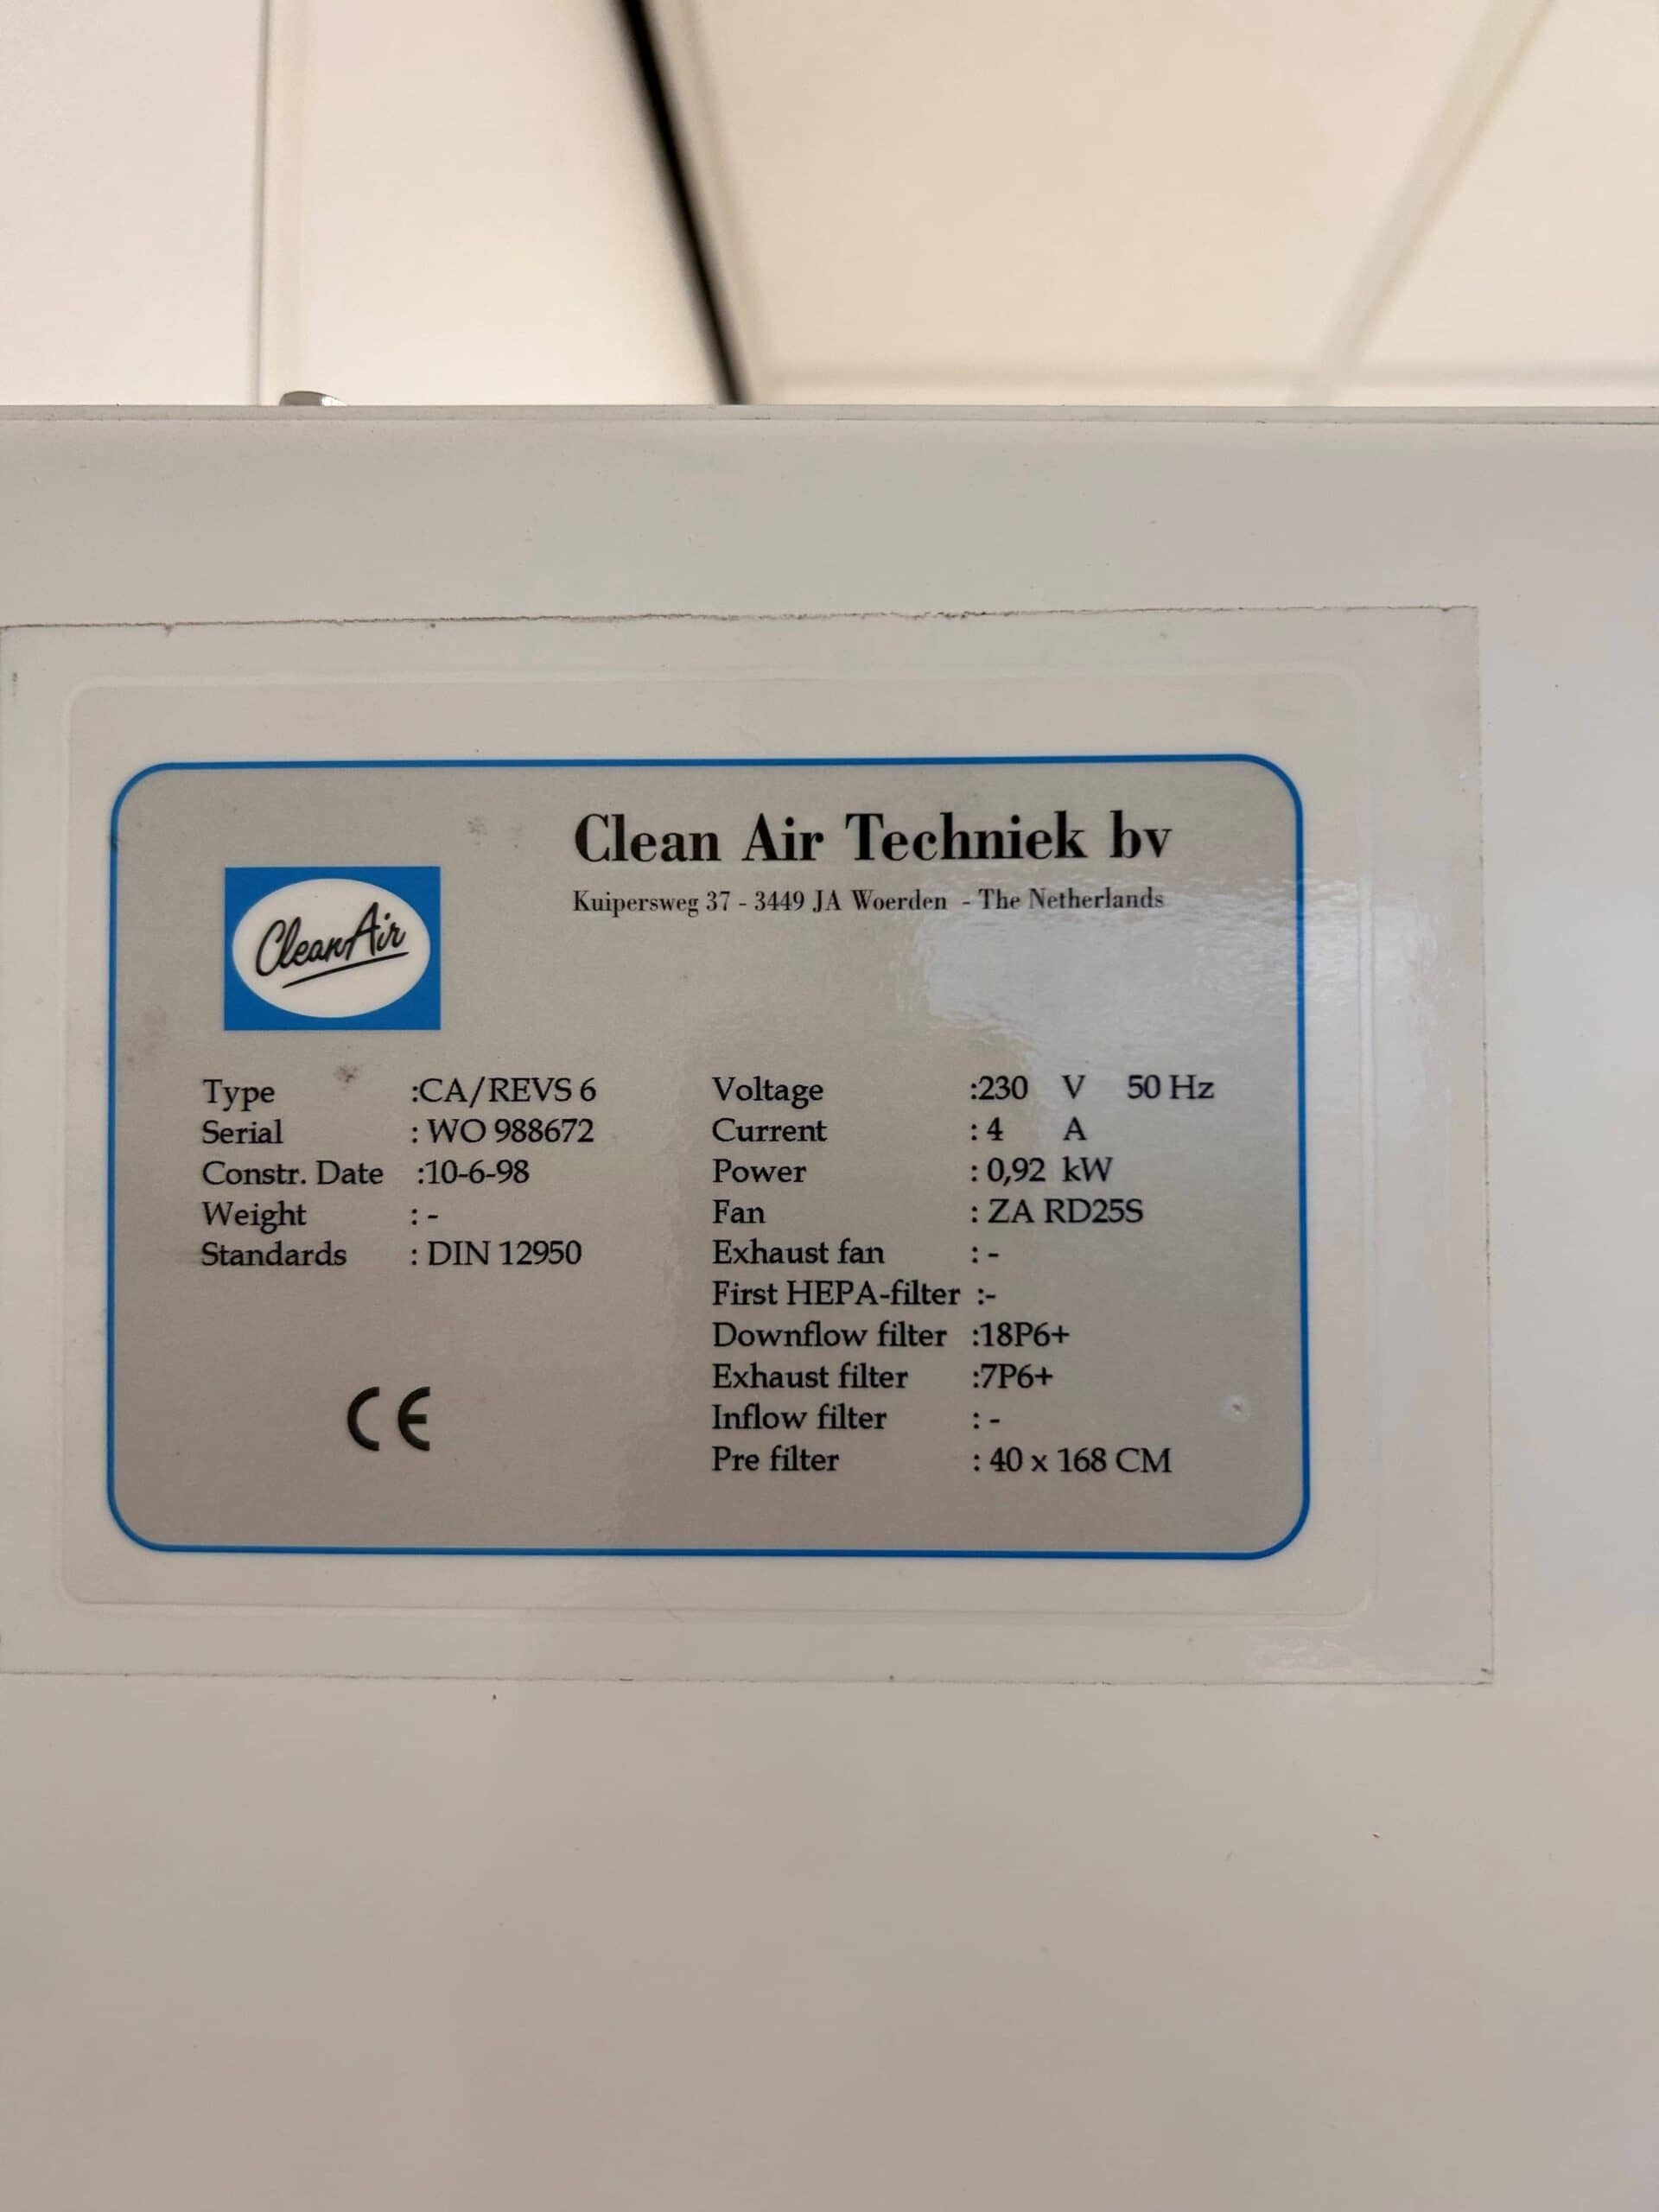 Clean Air Techniek bv
Kuipersweg 37 - 3449 JA Woerden - The Netherlands
CleanAir
Type :CA/REVS 6
Serial : WO 988672
Constr. Date :10-6-98
Weight : -
Standards : DIN 12950
CE
Voltage :230 V 50 Hz
Current : 4 A
Power : 0,92 kW
Fan : ZA RD25S
Exhaust fan : -
First HEPA-filter :-
Downflow filter :18P6+
Exhaust filter :7P6+
Inflow filter : -
Pre filter : 40 x 168 CM